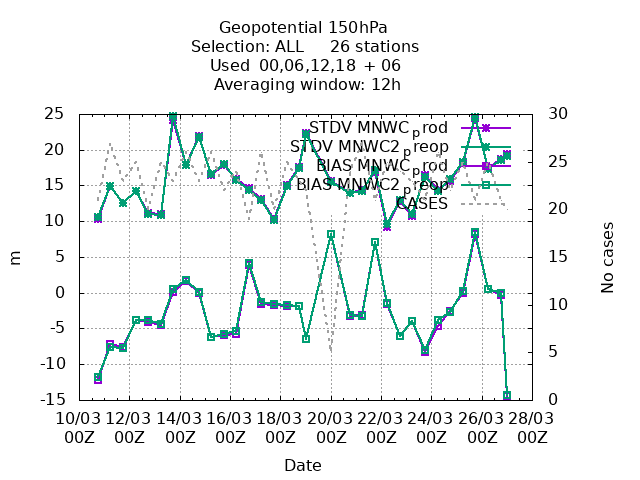 Geopotential 150hPa
Selection: ALL 26 stations
Used 00,06,12,18 + 06
Averaging window: 12h
25
20
15
10
5
0
-5
-10
-15
30
25
20
15
10
5
0
STDV MNWC_prod
STDV MNWC2_preop
BIAS MNWC_prod
BIAS MNWC2_preop
CASES
m
No cases
10/03 12/03 14/03 16/03 18/03 20/03 22/03 24/03 26/03 28/03
00Z 00Z 00Z 00Z 00Z 00Z 00Z 00Z 00Z 00Z
Date